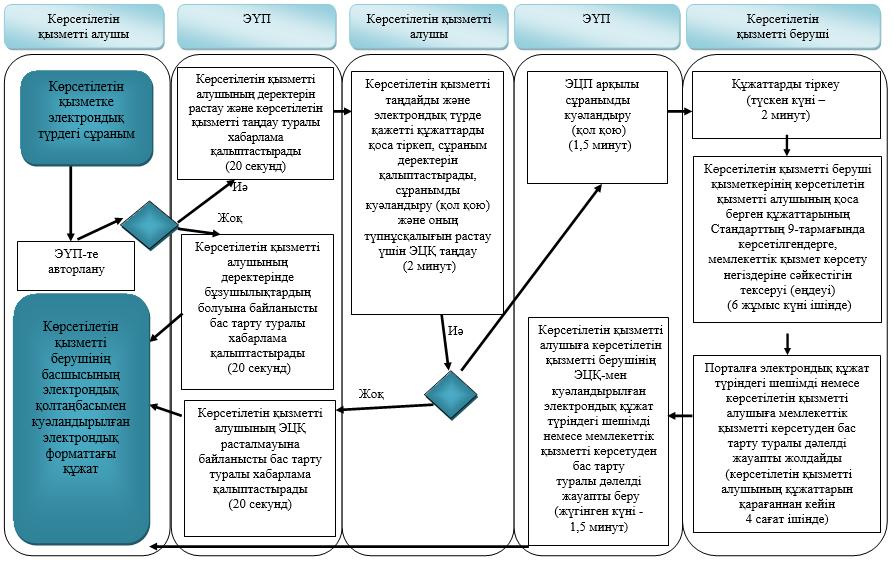 Көрсетілетін
қызметті алушы
ЭҮП
Көрсетілетін қызметті
алушы
ЭҮП
Көрсетілетін
қызметті беруші
Көрсетілетін
қызметке
электрондық
түрдегі сұраным
ЭҮП-те
авторлану
Көрсетілетін
қызметті
берушінің
басшысының
электрондық
қолтаңбасымен
куәландырылған
электрондық
форматтағы
құжат
Көрсетілетін қызметті
алушының деректерін
растау және көрсетілетін
қызметті таңдау туралы
хабарлама
қалыптастырады
(20 секунд)
Иә
Жоқ
Көрсетілетін қызметті
алушының
деректерінде
бұзушылықтардың
болуына байланысты
бас тарту туралы
хабарлама
қалыптастырады
(20 секунд)
Көрсетілетін қызметті
алушының ЭЦҚ
расталмауына
байланысты бас тарту
туралы хабарлама
қалыптастырады
(20 секунд)
Көрсетілетін қызметті
таңдайды және
электрондық түрде
қажетті құжаттарды
қоса тіркеп, сұраным
деректерін
қалыптастырады,
сұранымды
куәландыру (қол қою)
және оның
түпнұсқалығын растау
үшін ЭЦҚ таңдау
(2 минут)
Иә
Жоқ
ЭЦП арқылы
сұранымды
куәландыру
(қол қою)
(1,5 минут)
Көрсетілетін қызметті
алушыға көрсетілетін
қызметті берушінің
ЭЦҚ-мен
куәландырылған
электрондық құжат
түріндегі шешімді
немесе мемлекеттік
қызметті көрсетуден
бас тарту
туралы дәлелді
жауапты беру
(жүгінген күні -
1,5 минут)
Құжаттарды тіркеу
(түскен күні –
2 минут)
Көрсетілетін қызметті беруші
қызметкерінің көрсетілетін
қызметті алушының қоса
берген құжаттарының
Стандарттың 9-тармағында
көрсетілгендерге,
мемлекеттік қызмет көрсету
негіздеріне сәйкестігін
тексеруі (өңдеуі)
(6 жұмыс күні ішінде)
Порталға электрондық құжат
түріндегі шешімді немесе
көрсетілетін қызметті
алушыға мемлекеттік
қызметті көрсетуден бас
тарту туралы дәлелді
жауапты жолдайды
(көрсетілетін қызметті
алушының құжаттарын
қарағаннан кейін
4 сағат ішінде)